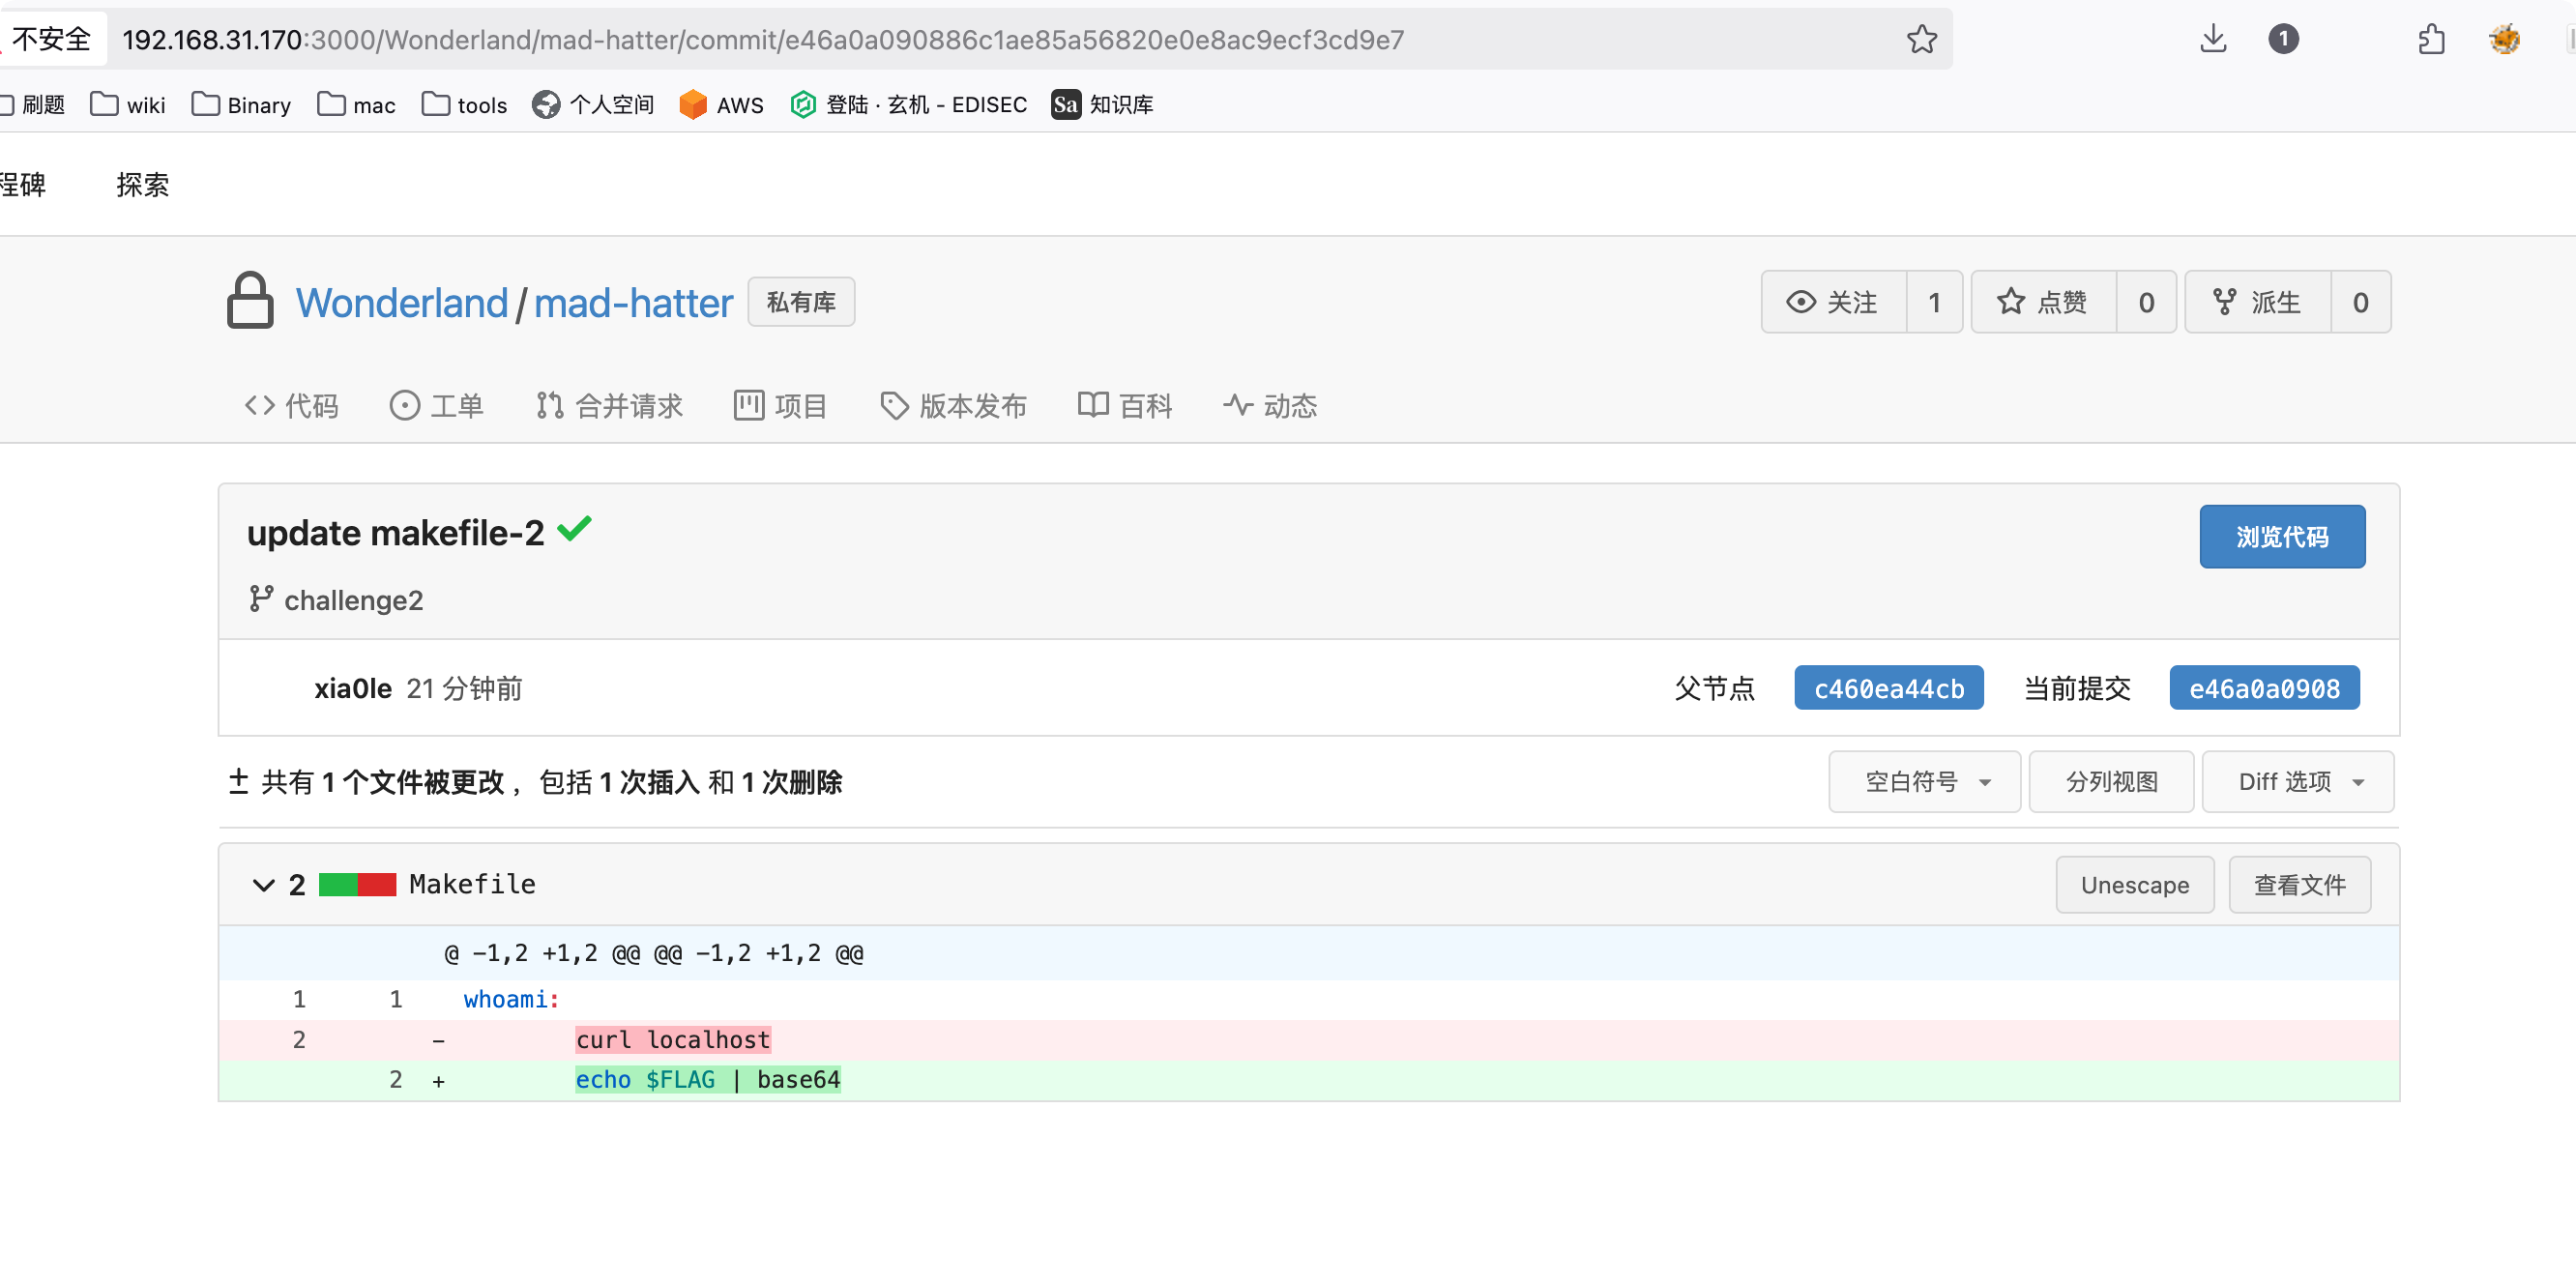 不安全 192.168.31.170:3000/Wonderland/mad-hatter/commit/e46a0a090886c1ae85a56820e0e8ac9ecf3cd9e7 1
刷题 wiki Binary mac tools 个人空间 AWS 登陆 · 玄机 - EDISEC Sa 知识库
程碑 探索
Wonderland / mad-hatter 私有库 关注 1 点赞 0 派生 0
代码 工单 合并请求 项目 版本发布 百科 动态
update makefile-2 浏览代码
challenge2
xia0le 21 分钟前 父节点 c460ea44cb 当前提交 e46a0a0908
共有 1 个文件被更改 ，包括 1 次插入 和 1 次删除 空白符号 分列视图 Diff 选项
2 Makefile Unescape 查看文件
@ -1,2 +1,2 @@ @@ -1,2 +1,2 @@
1 1 whoami:
2 - curl localhost
2 + echo $FLAG | base64